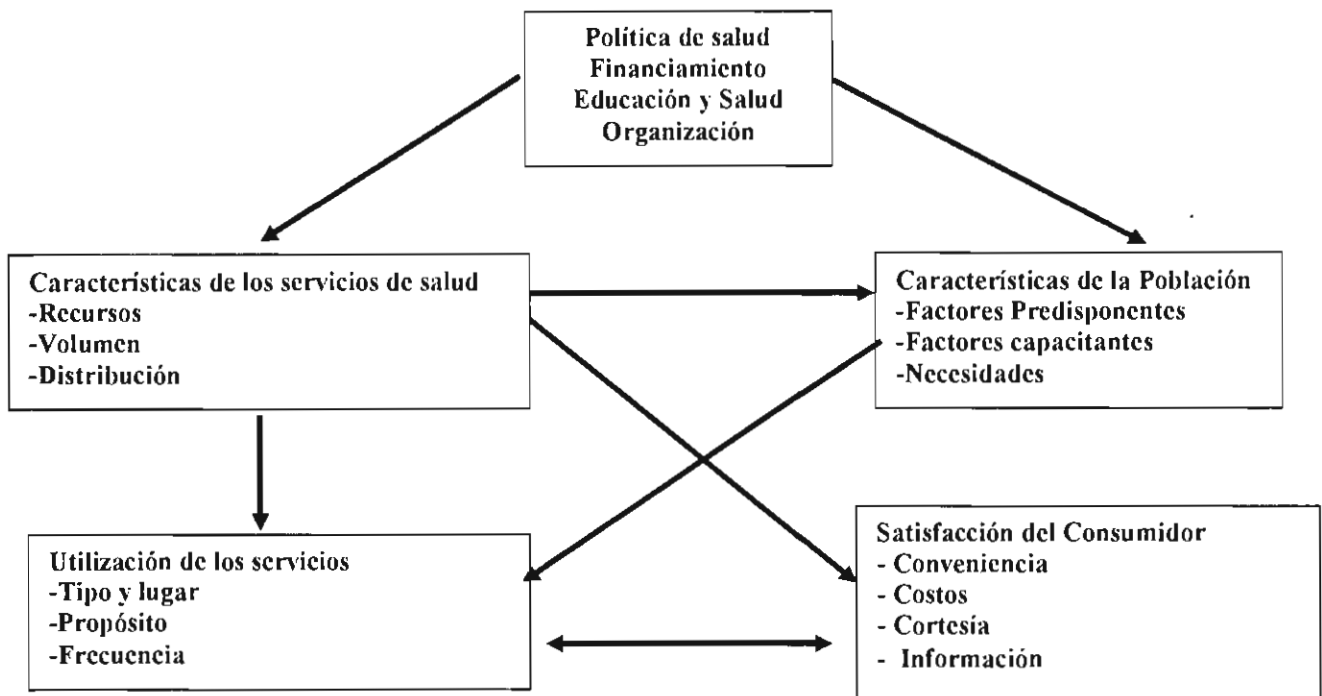 Política de salud
Financiamiento
Educación y Salud
Organización
Características de los servicios de salud
-Recursos
-Volumen
-Distribución
Características de la Población
-Factores Predisponentes
-Factores capacitantes
-Necesidades
Utilización de los servicios
-Tipo y lugar
-Propósito
-Frecuencia
Satisfacción del Consumidor
- Conveniencia
- Costos
- Cortesía
- Información